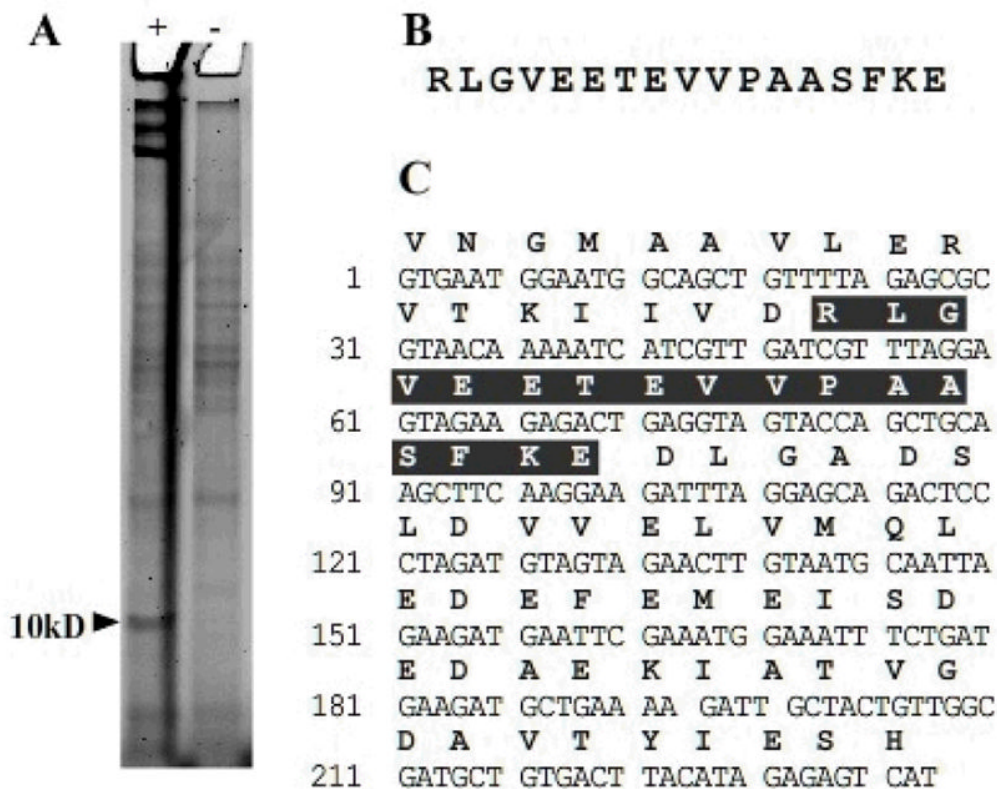 A
+ -
10kD
B
RLGVEETEVVPAASFKE
C
V N G M A A V L E R
1 GTGAAT GGAATG GCAGCT GTTTTA GAGCGC
V T K I I V D R L G
31 GTAACA AAAATC ATCGTT GATCGT TTAGGA
V E E T E V V P A A
61 GTAGAA GAGACT GAGGTA GTACCA GCTGCA
S F K E D L G A D S
91 AGCTTC AAGGAA GATTTA GGAGCA GACTCC
L D V V E L V M Q L
121 CTAGAT GTAGTA GAACTT GTAATG CAATTA
E D E F E M E I S D
151 GAAGAT GAATTC GAAATG GAAATT TCTGAT
E D A E K I A T V G
181 GAAGAT GCTGAA AA GATT GCTACTGTTGGC
D A V T Y I E S H
211 GATGCT GTGACT TACATA GAGAGT CAT